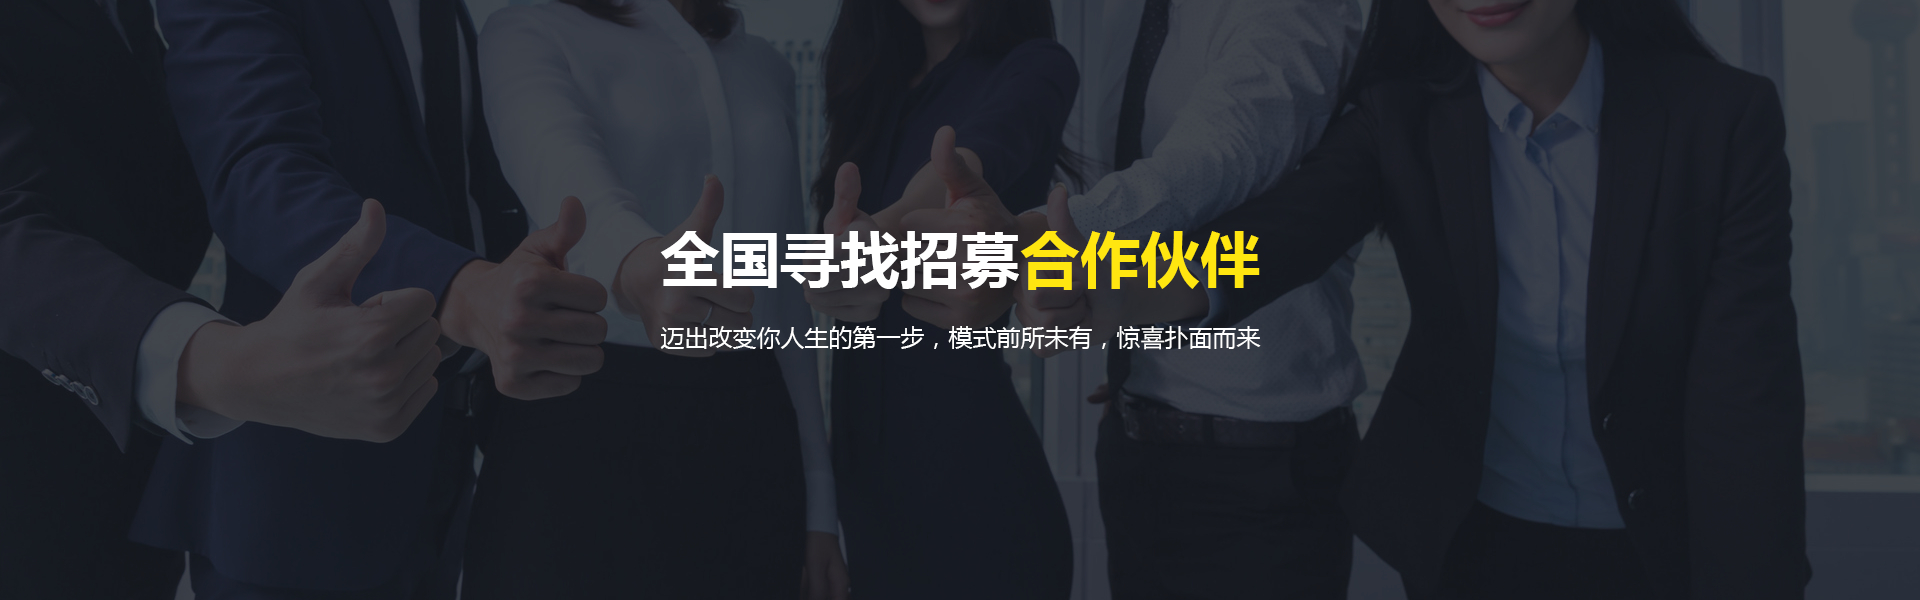 全国寻找招募合作伙伴
迈出改变你人生的第一步，模式前所未有，惊喜扑面而来